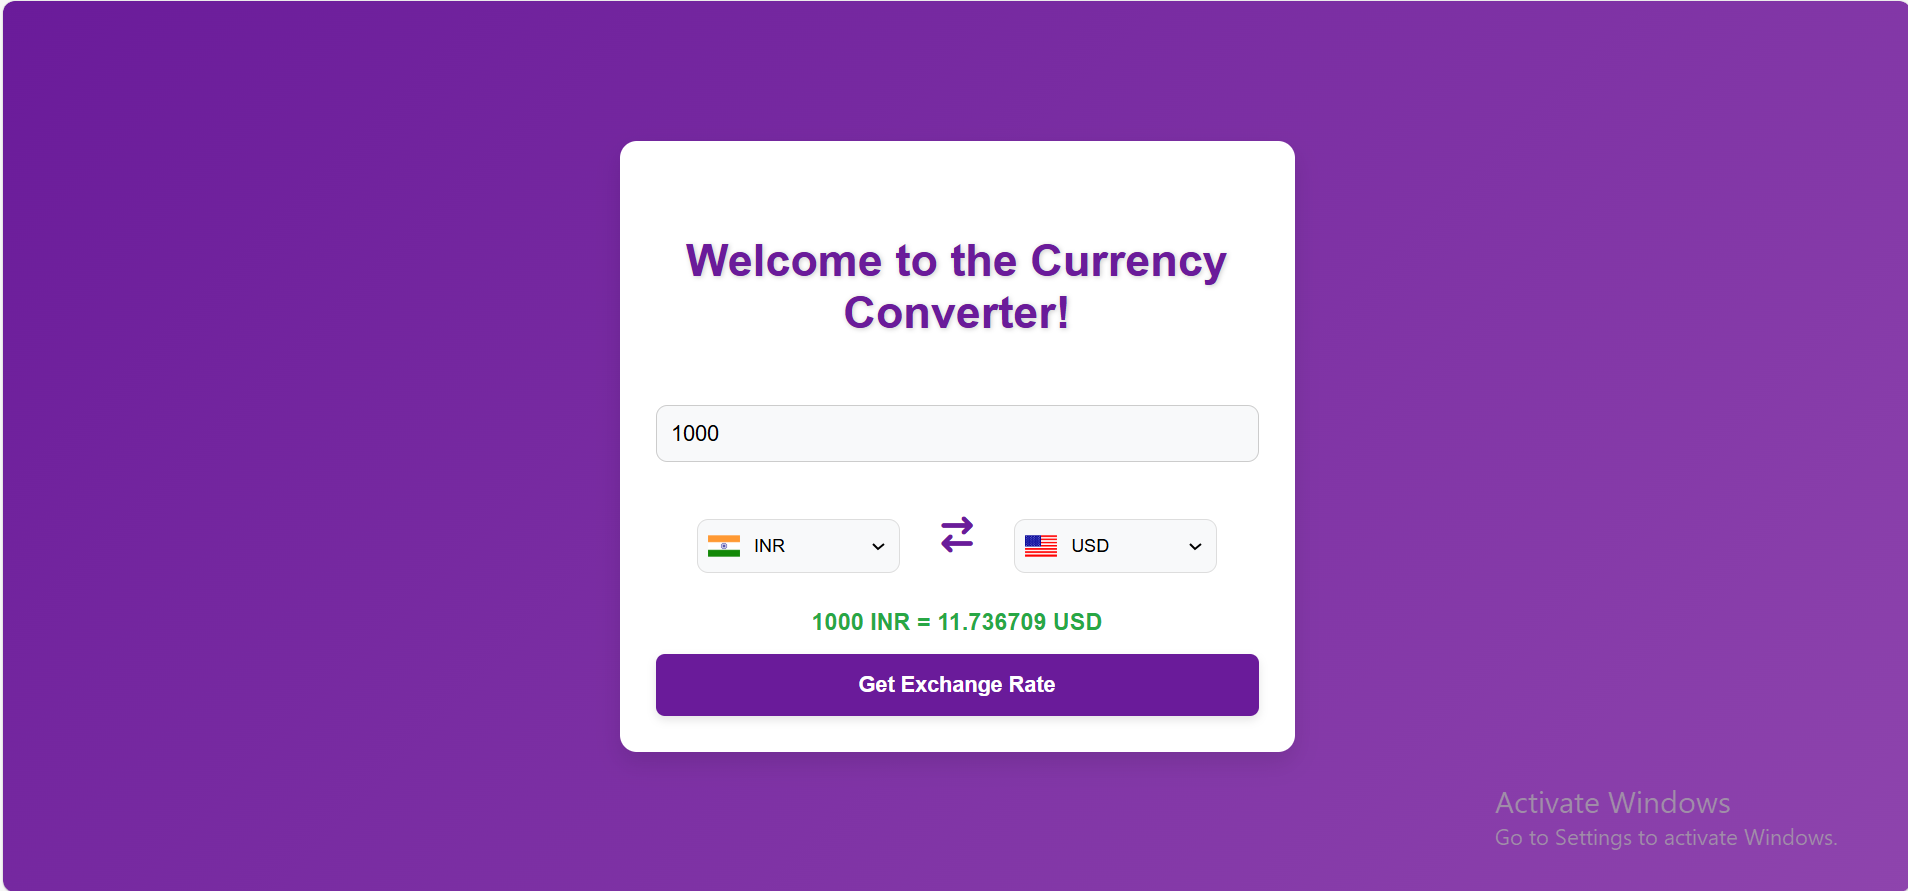 Welcome to the Currency
Converter!
1000
INR
USD
1000 INR = 11.736709 USD
Get Exchange Rate
Activate Windows
Go to Settings to activate Windows.